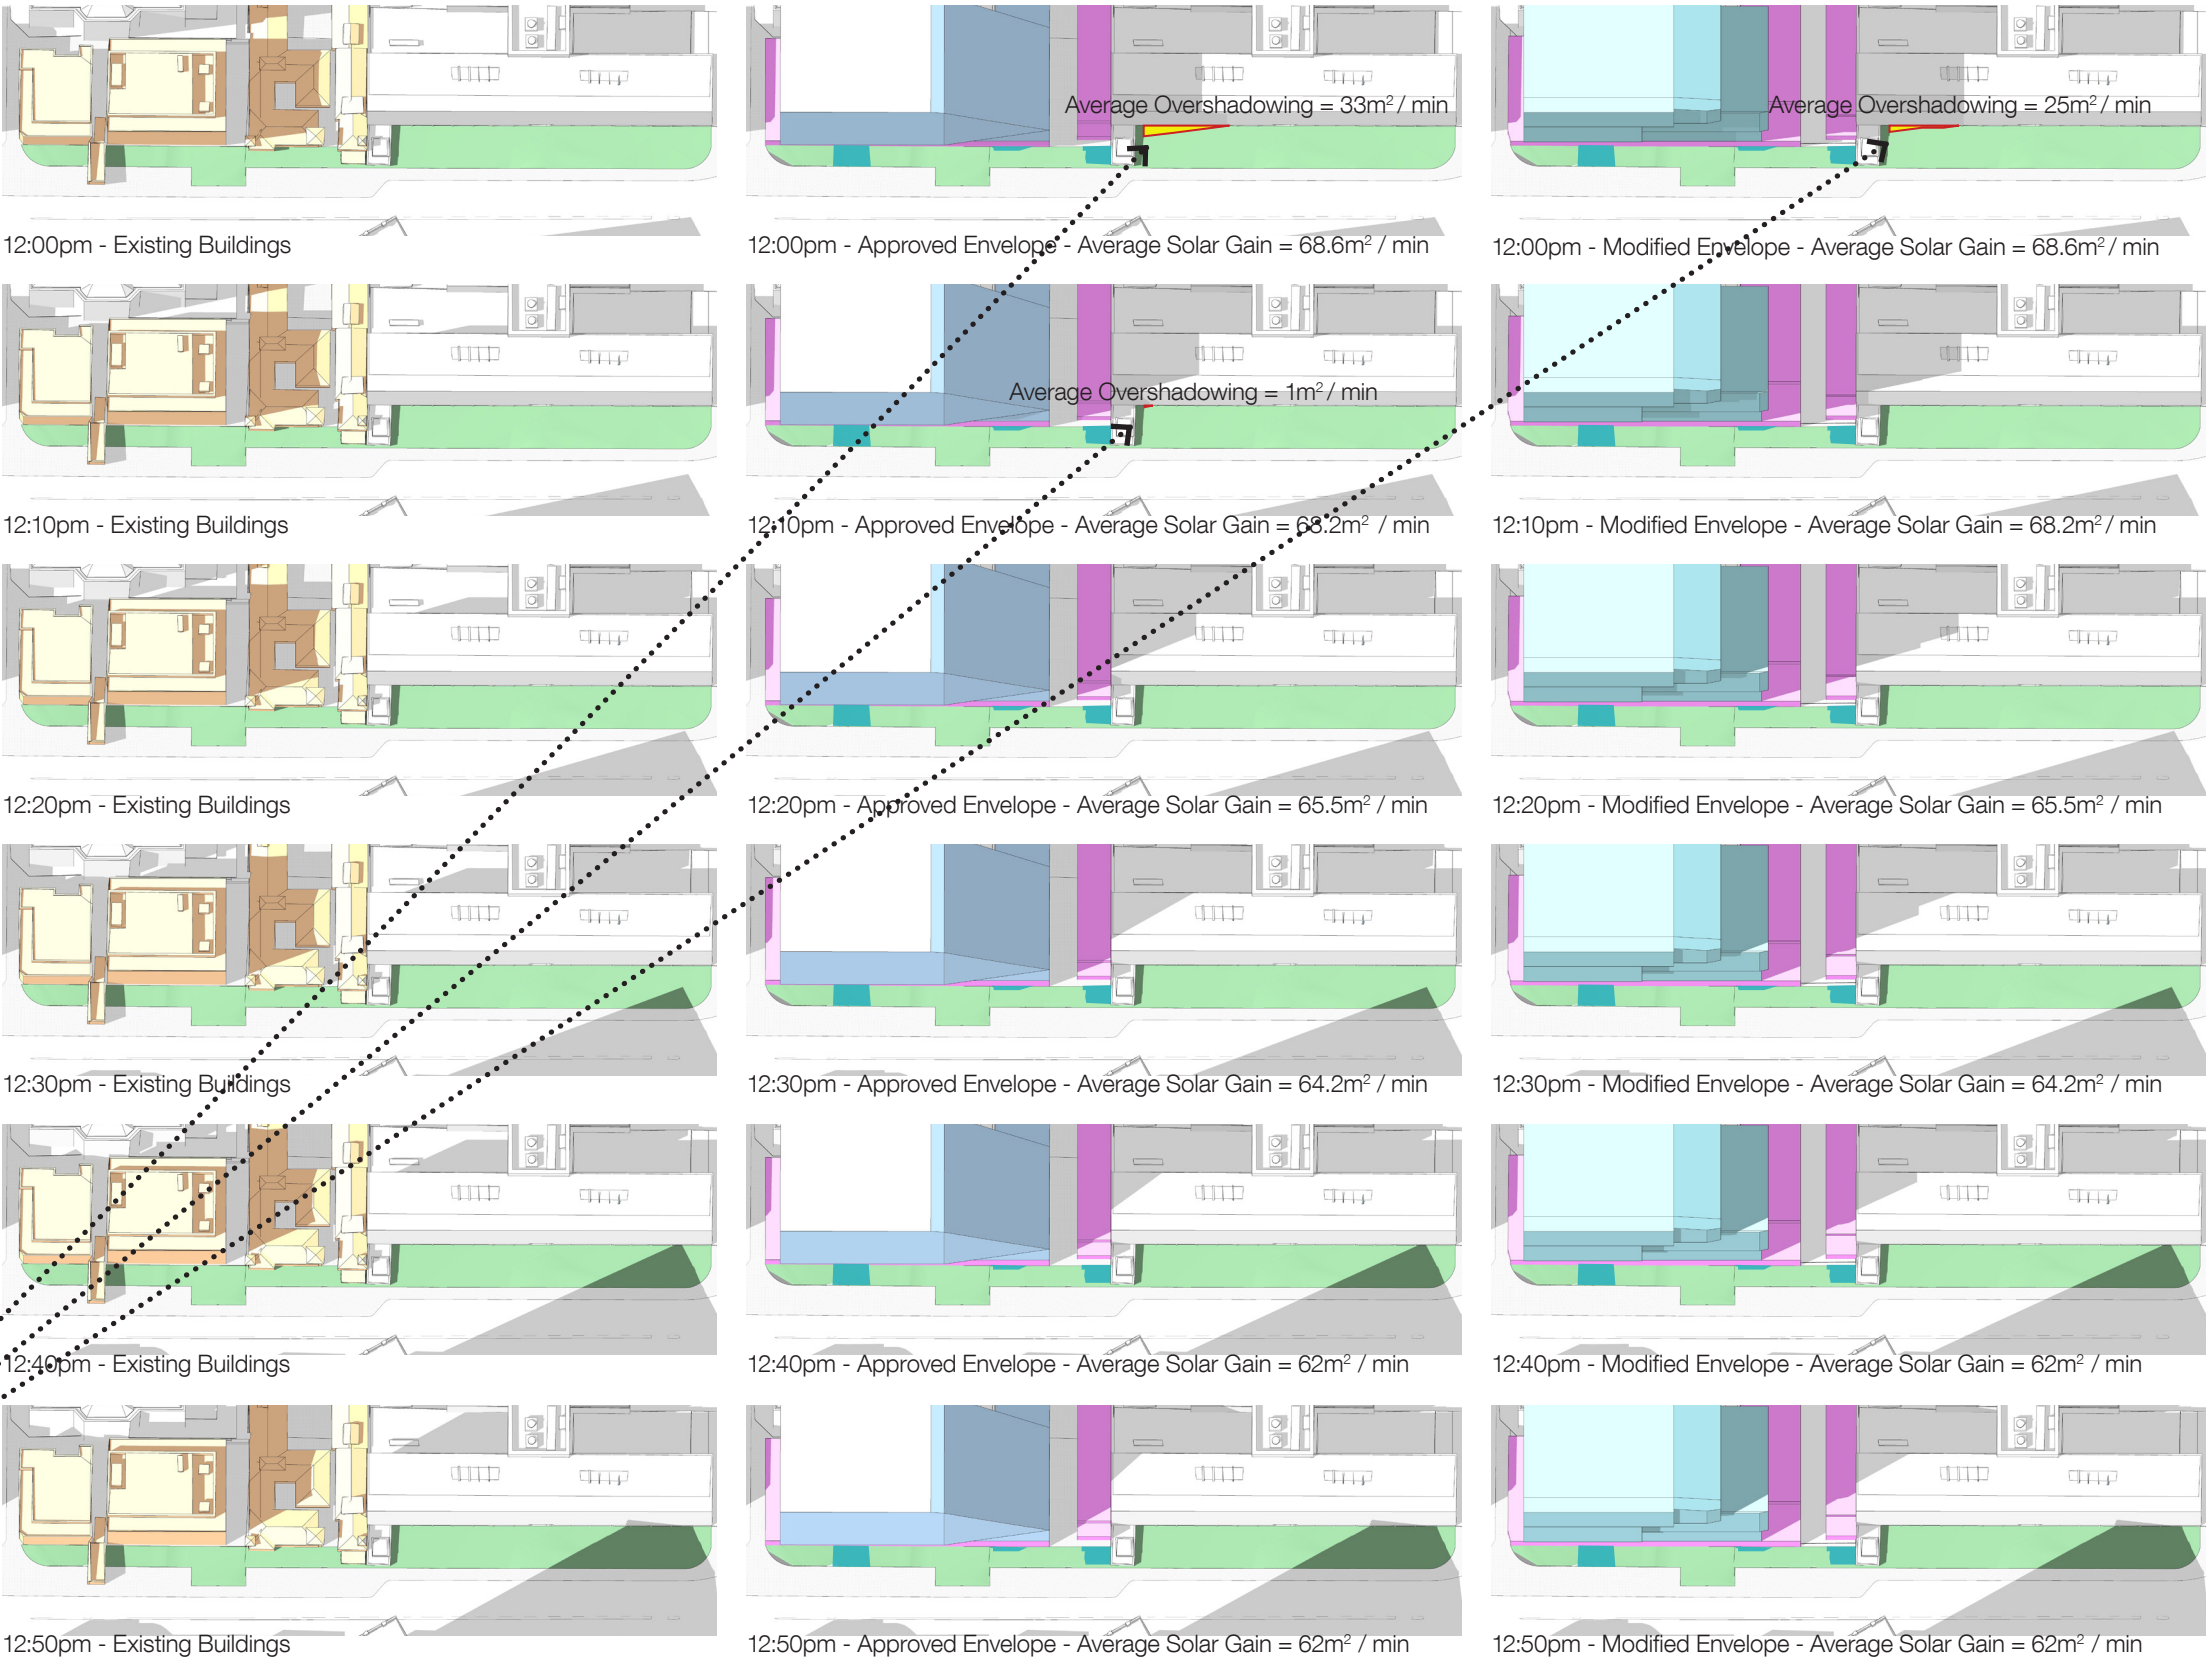 Average Overshadowing = 33m² / min
Average Overshadowing = 25m² / min
12:00pm - Existing Buildings
12:00pm - Approved Envelope - Average Solar Gain = 68.6m² / min
12:00pm - Modified Envelope - Average Solar Gain = 68.6m² / min
Average Overshadowing = 1m² / min
12:10pm - Existing Buildings
12:10pm - Approved Envelope - Average Solar Gain = 68.2m² / min
12:10pm - Modified Envelope - Average Solar Gain = 68.2m² / min
12:20pm - Existing Buildings
12:20pm - Approved Envelope - Average Solar Gain = 65.5m² / min
12:20pm - Modified Envelope - Average Solar Gain = 65.5m² / min
12:30pm - Existing Buildings
12:30pm - Approved Envelope - Average Solar Gain = 64.2m² / min
12:30pm - Modified Envelope - Average Solar Gain = 64.2m² / min
12:40pm - Existing Buildings
12:40pm - Approved Envelope - Average Solar Gain = 62m² / min
12:40pm - Modified Envelope - Average Solar Gain = 62m² / min
12:50pm - Existing Buildings
12:50pm - Approved Envelope - Average Solar Gain = 62m² / min
12:50pm - Modified Envelope - Average Solar Gain = 62m² / min